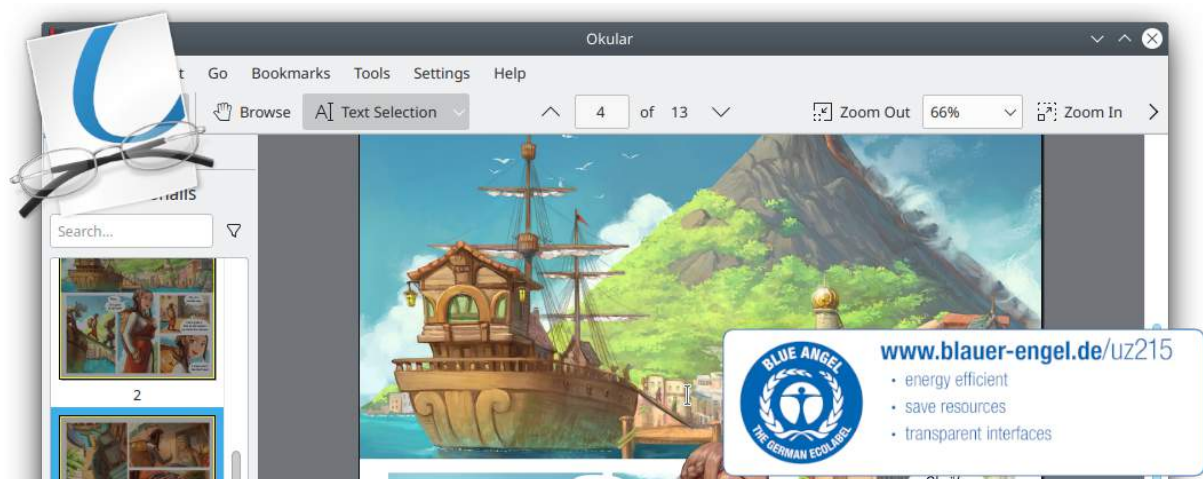 Okular
Go Bookmarks Tools Settings Help
Browse Text Selection 4 of 13 Zoom Out 66% Zoom In
Search...
2
BLUE ANGEL
THE GERMAN ECOLABEL
www.blauer-engel.de/uz215
• energy efficient
• save resources
• transparent interfaces